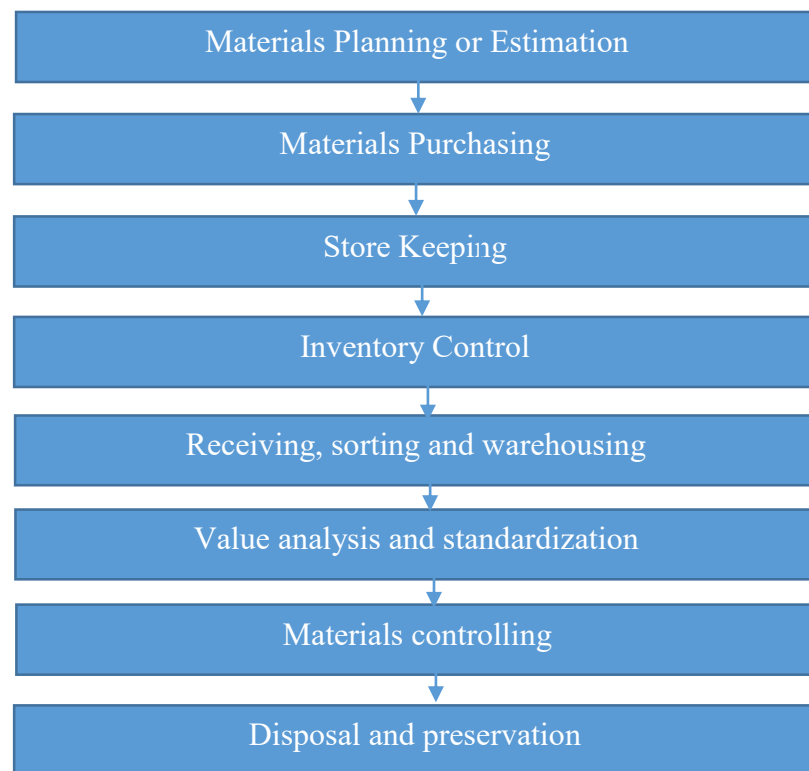 Materials Planning or Estimation
Materials Purchasing
Store Keeping
Inventory Control
Receiving, sorting and warehousing
Value analysis and standardization
Materials controlling
Disposal and preservation